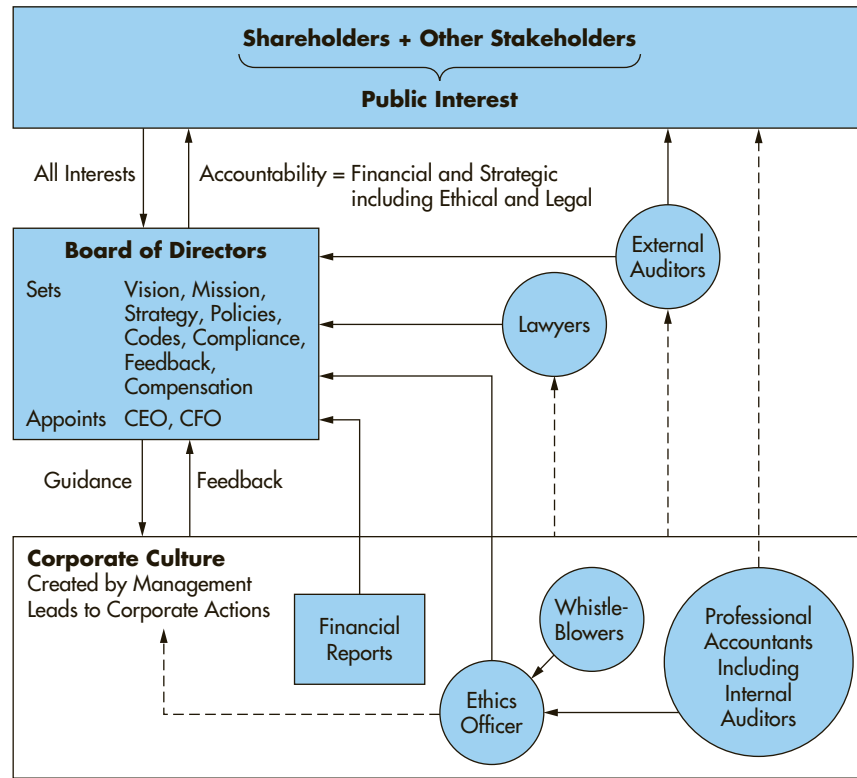 Shareholders + Other Stakeholders
Public Interest
All Interests
Accountability = Financial and Strategic
including Ethical and Legal
Board of Directors
Sets Vision, Mission,
Strategy, Policies,
Codes, Compliance,
Feedback,
Compensation
Appoints CEO, CFO
External
Auditors
Lawyers
Guidance
Feedback
Corporate Culture
Created by Management
Leads to Corporate Actions
Financial
Reports
Whistle-
Blowers
Ethics
Officer
Professional
Accountants
Including
Internal
Auditors